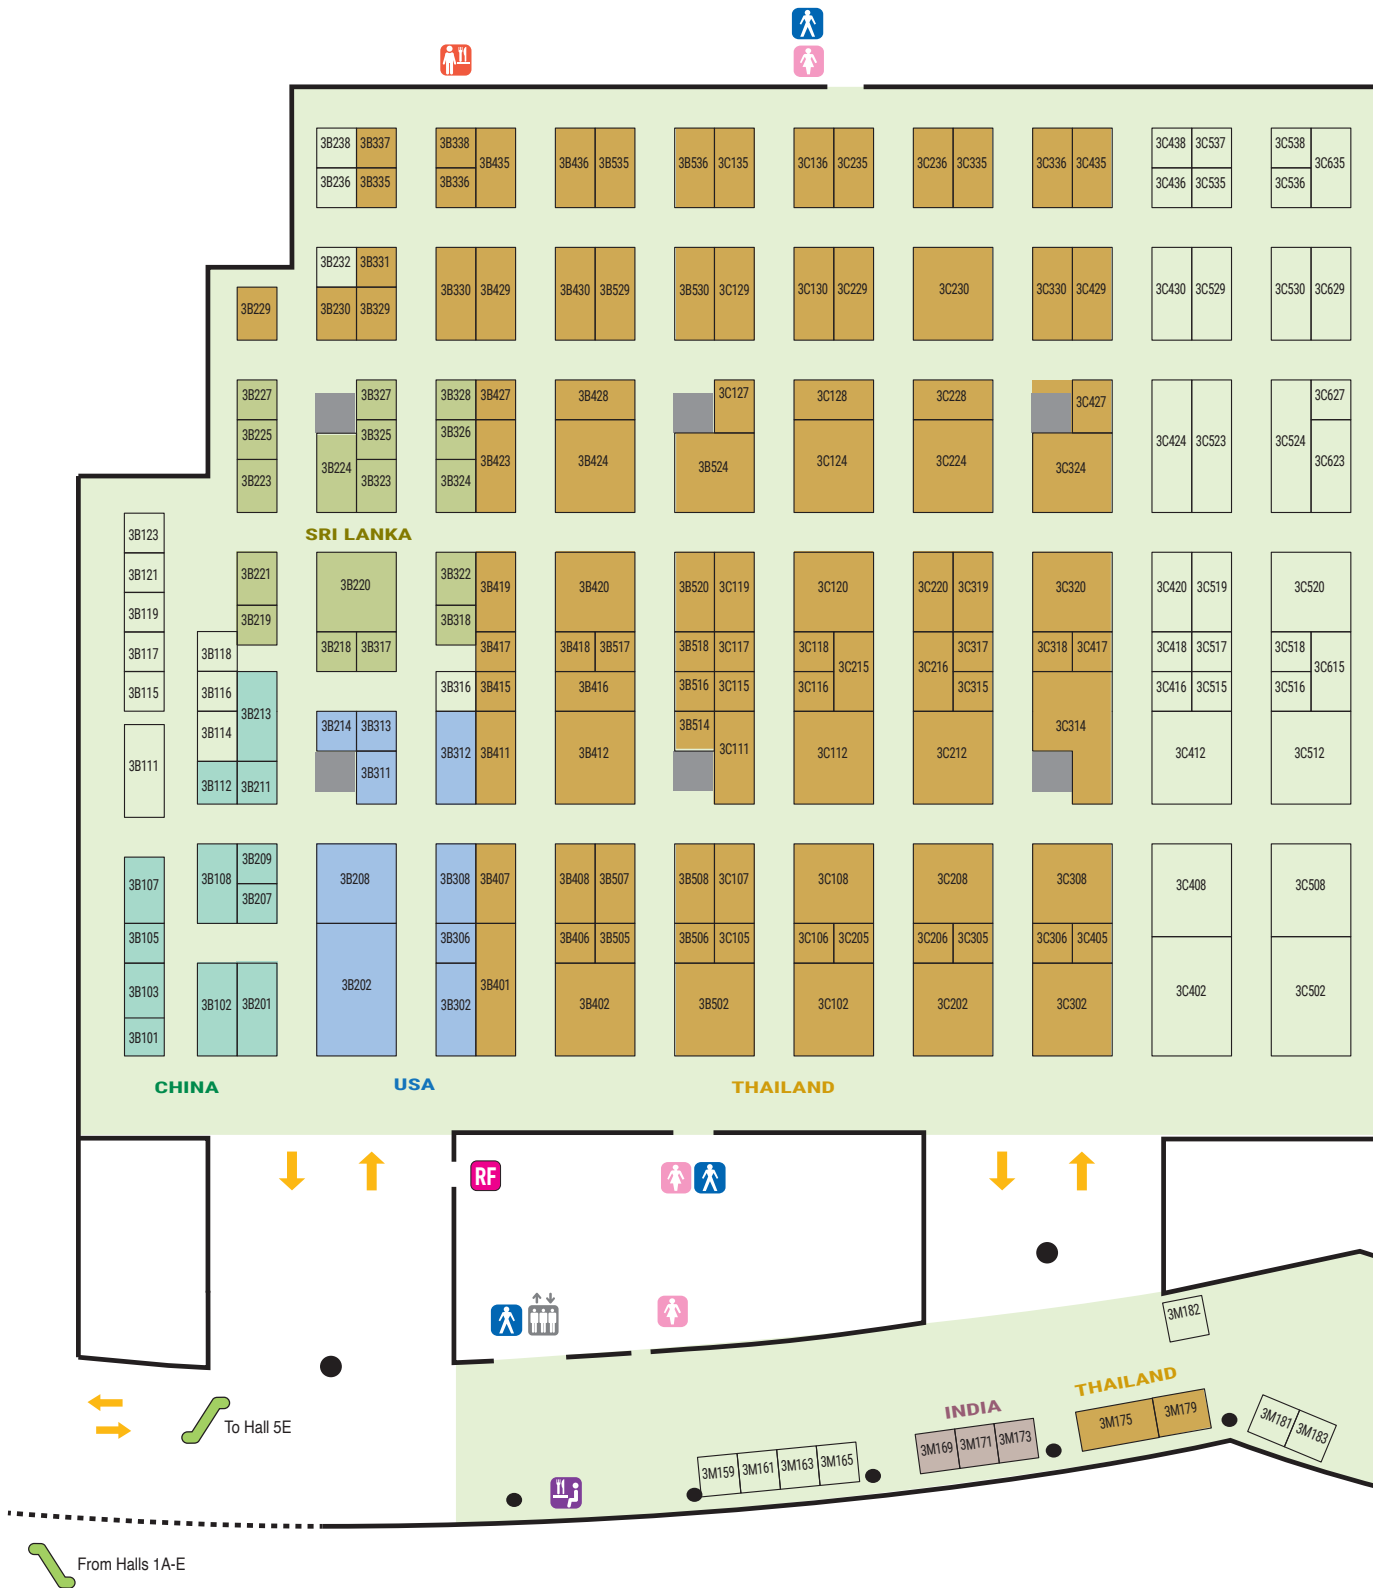 3B238 3B337 3B338 3B435 3B436 3B535 3B536 3C135 3C136 3C235 3C236 3C335 3C336 3C435 3C438 3C537 3C538 3C635
3B236 3B335 3B336 3C436 3C535 3C536
3B232 3B331
3B229 3B230 3B329 3B330 3B429 3B430 3B529 3B530 3C129 3C130 3C229 3C230 3C330 3C429 3C430 3C529 3C530 3C629
3B227 3B327 3B328 3B427 3B428 3C127 3C128 3C228 3C427 3C627
3B225 3B325 3B326 3C424 3C523 3C524
3B223 3B224 3B323 3B324 3B423 3B424 3B524 3C124 3C224 3C324 3C623
3B123 SRI LANKA
3B121 3B221 3B220 3B322 3B419 3B420 3B520 3C119 3C120 3C220 3C319 3C320 3C420 3C519 3C520
3B119 3B219 3B318
3B117 3B118 3B218 3B317 3B417 3B418 3B517 3B518 3C117 3C118 3C215 3C216 3C317 3C318 3C417 3C418 3C517 3C518 3C615
3B115 3B116 3B213 3B316 3B415 3B416 3B516 3C115 3C116 3C315 3C416 3C515 3C516
3B114 3B214 3B313 3B514 3C314
3B111 3B312 3B411 3B412 3C111 3C112 3C212 3C412 3C512
3B112 3B211 3B311
3B107 3B108 3B209 3B208 3B308 3B407 3B408 3B507 3B508 3C107 3C108 3C208 3C308 3C408 3C508
3B207
3B105 3B306 3B406 3B505 3B506 3C105 3C106 3C205 3C206 3C305 3C306 3C405
3B103 3B102 3B201 3B202 3B302 3B401 3B402 3B502 3C102 3C202 3C302 3C402 3C502
3B101
CHINA USA THAILAND
RF
3M182
THAILAND
3M175 3M179
INDIA
3M169 3M171 3M173
3M181 3M183
3M159 3M161 3M163 3M165
To Hall 5E
From Halls 1A-E